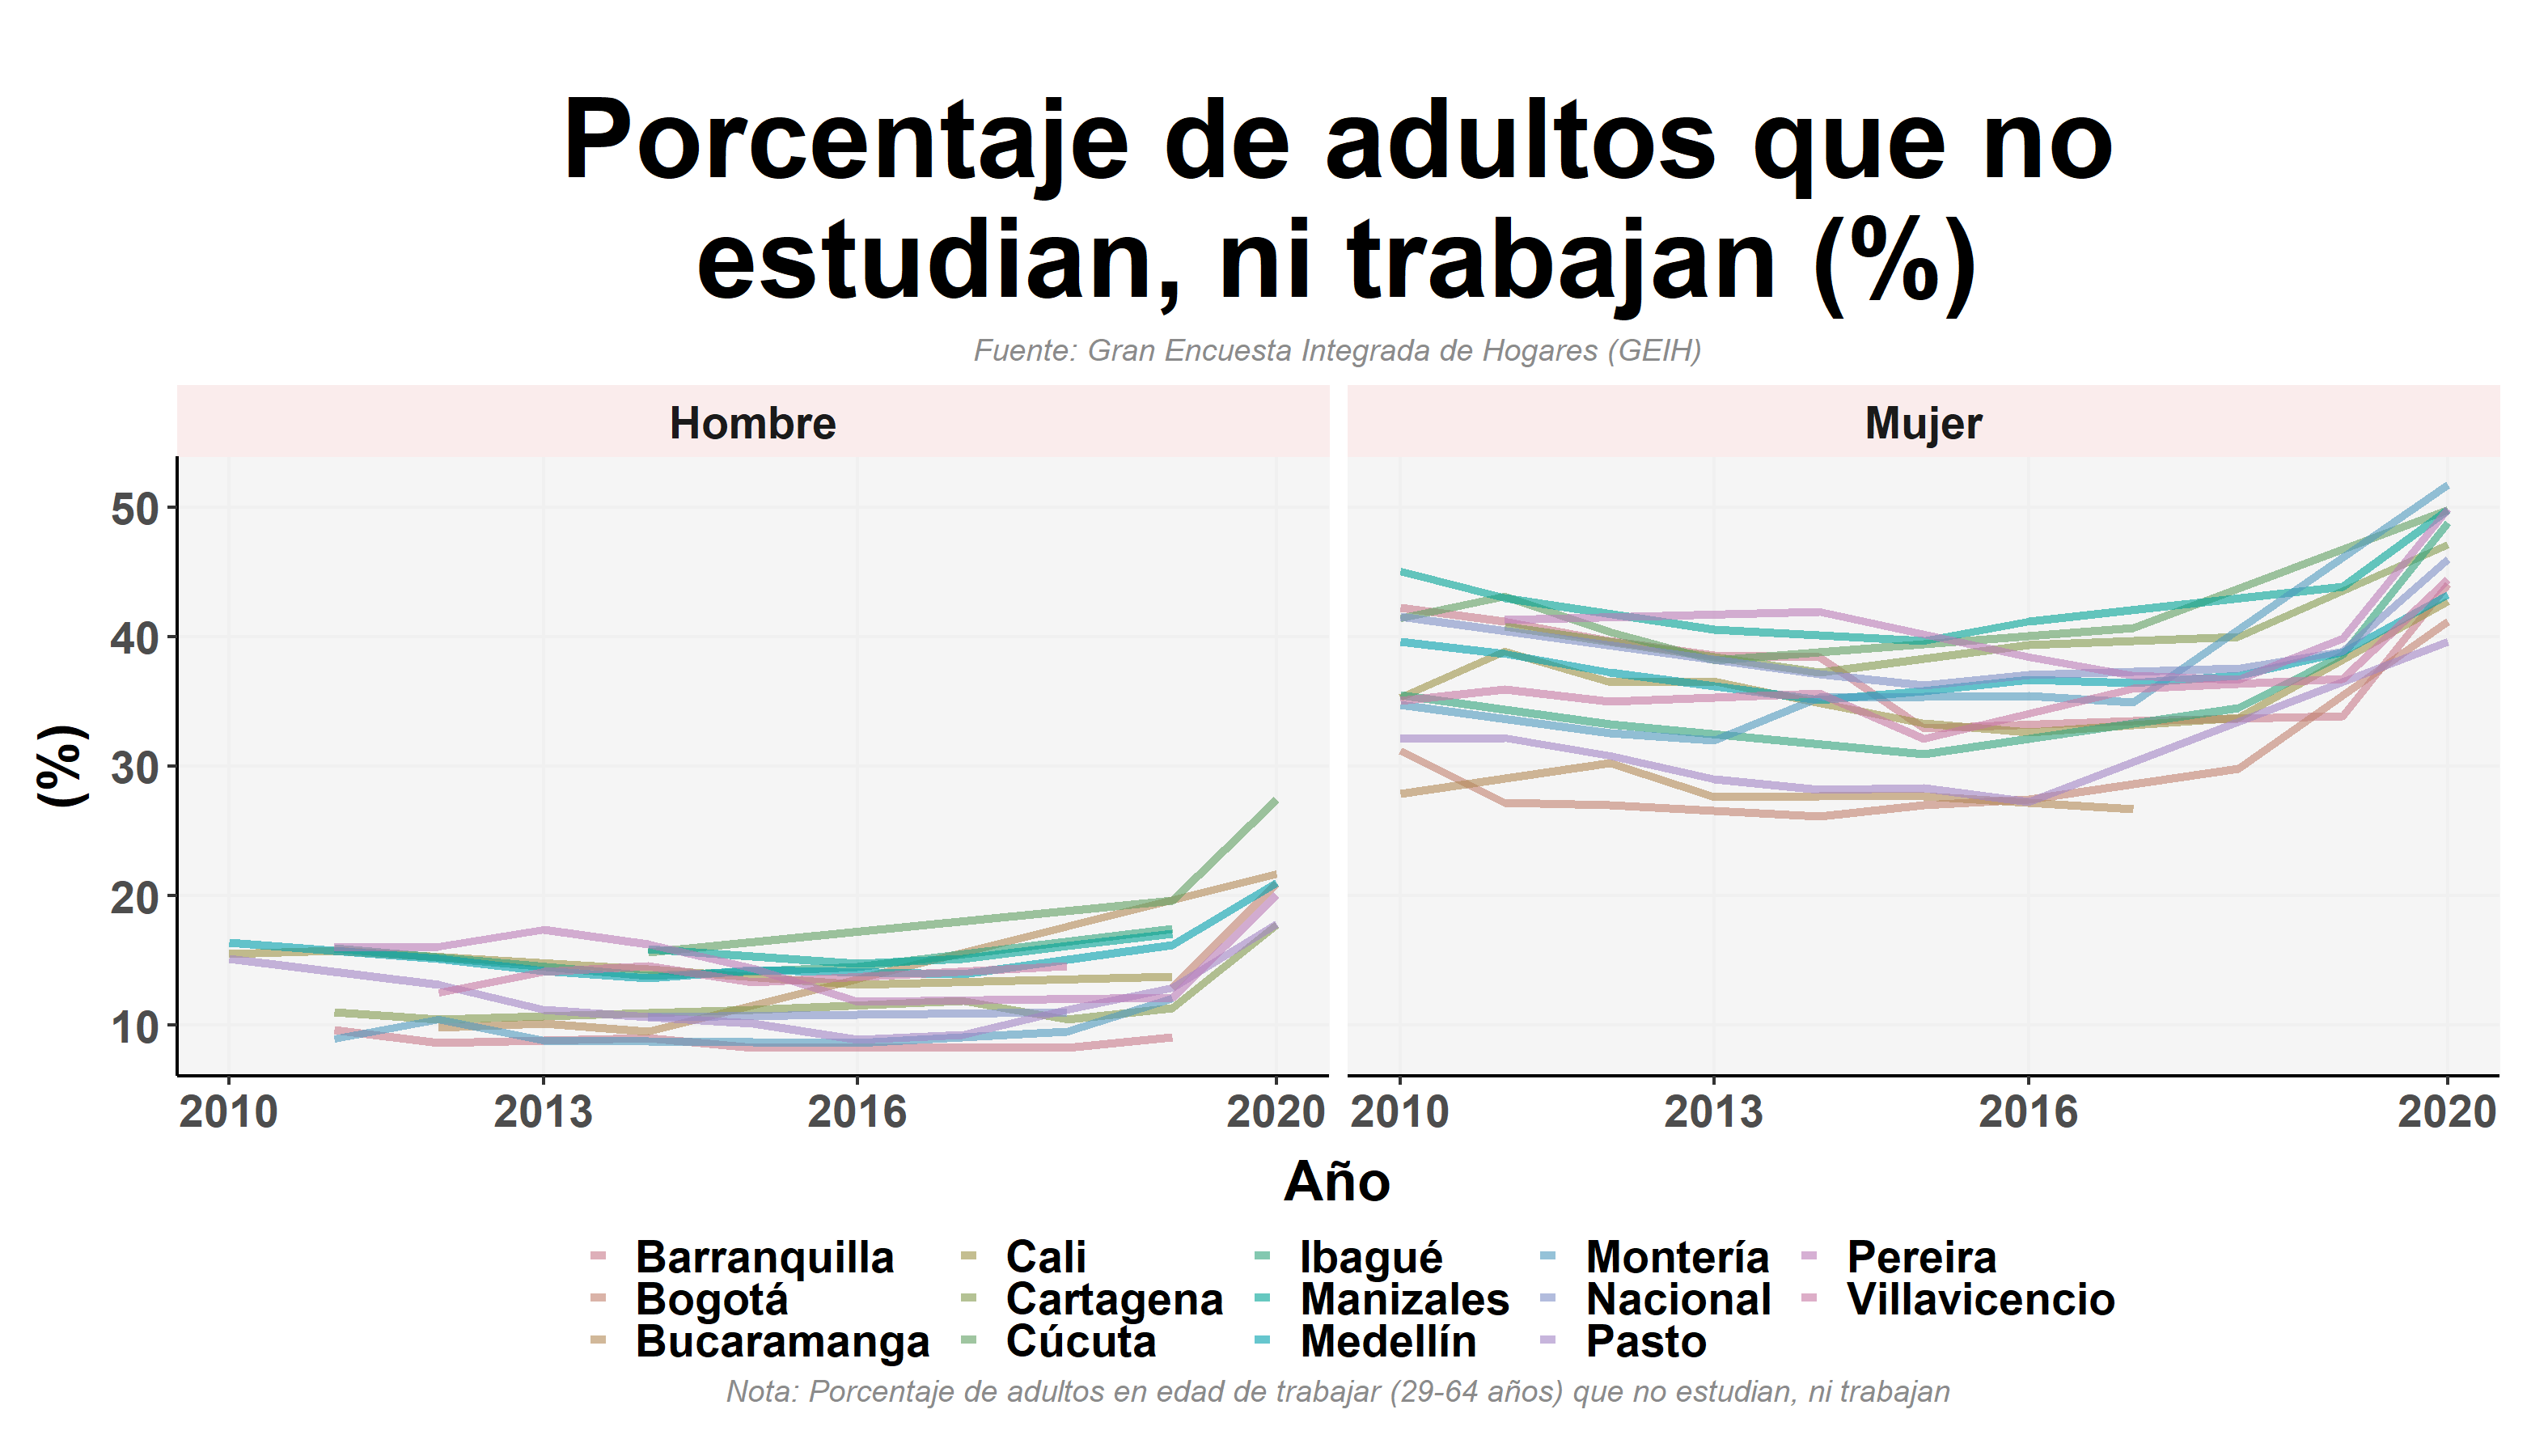 Porcentaje de adultos que no
estudian, ni trabajan (%)
Fuente: Gran Encuesta Integrada de Hogares (GEIH)
Hombre
Mujer
(%)
50
40
30
20
10
2010 2013 2016 2020
2010 2013 2016 2020
Año
Barranquilla Cali Ibagué Montería Pereira
Bogotá Cartagena Manizales Nacional Villavicencio
Bucaramanga Cúcuta Medellín Pasto
Nota: Porcentaje de adultos en edad de trabajar (29-64 años) que no estudian, ni trabajan